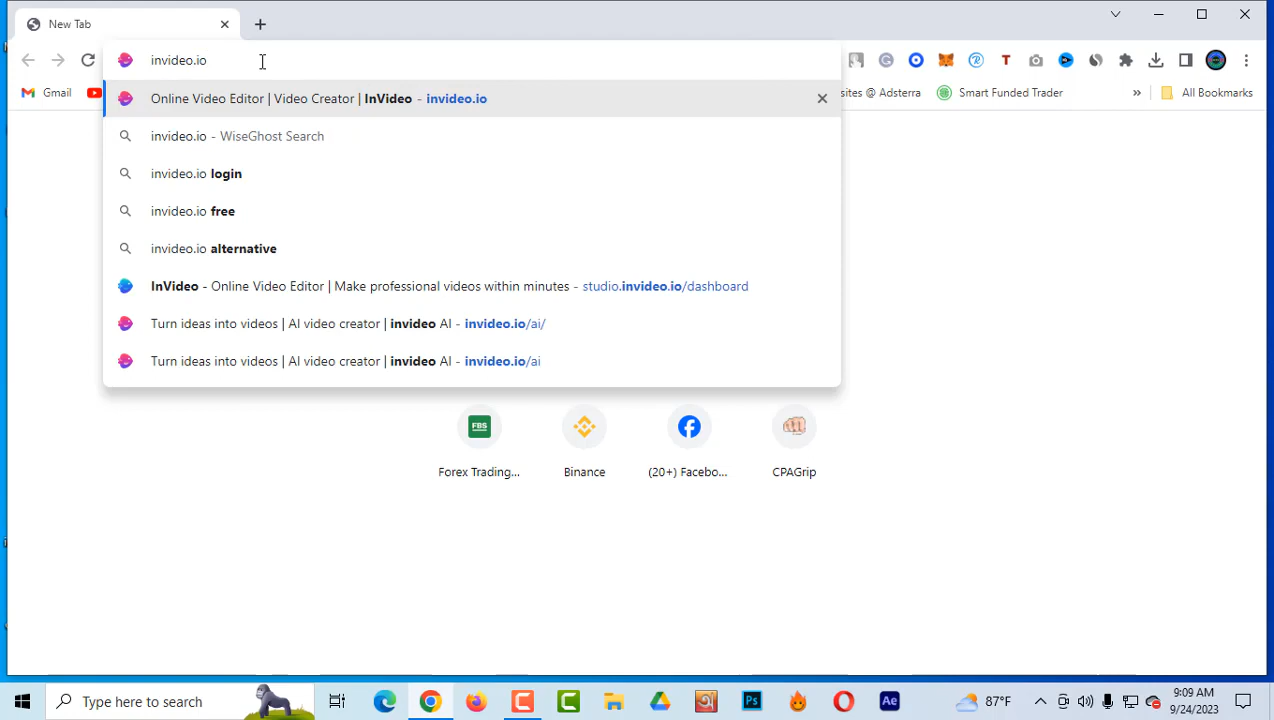 New Tab
invideo.io
Gmail
sites @ Adsterra
Smart Funded Trader
»
All Bookmarks
Online Video Editor | Video Creator | InVideo - invideo.io
invideo.io - WiseGhost Search
invideo.io login
invideo.io free
invideo.io alternative
InVideo - Online Video Editor | Make professional videos within minutes - studio.invideo.io/dashboard
Turn ideas into videos | AI video creator | invideo AI - invideo.io/ai/
Turn ideas into videos | AI video creator | invideo AI - invideo.io/ai
FBS
Forex Trading...
Binance
(20+) Facebo...
CPAGrip
Type here to search
Ps
Ae
87°F
9:09 AM
9/24/2023